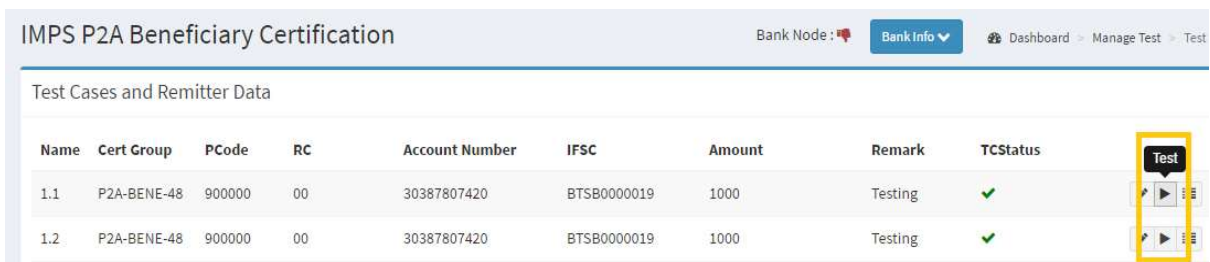 IMPS P2A Beneficiary Certification Bank Node : Bank Info Dashboard > Manage Test > Test
Test Cases and Remitter Data
Name Cert Group PCode RC Account Number IFSC Amount Remark TCStatus
Test
1.1 P2A-BENE-48 900000 00 30387807420 BTSB0000019 1000 Testing
1.2 P2A-BENE-48 900000 00 30387807420 BTSB0000019 1000 Testing